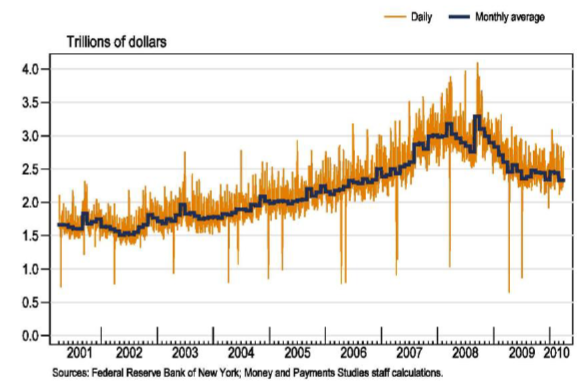 Daily Monthly average
Trillions of dollars
4.0
3.5
3.0
2.5
2.0
1.5
1.0
0.5
0.0
2001 2002 2003 2004 2005 2006 2007 2008 2009 2010
Sources: Federal Reserve Bank of New York; Money and Payments Studies staff calculations.